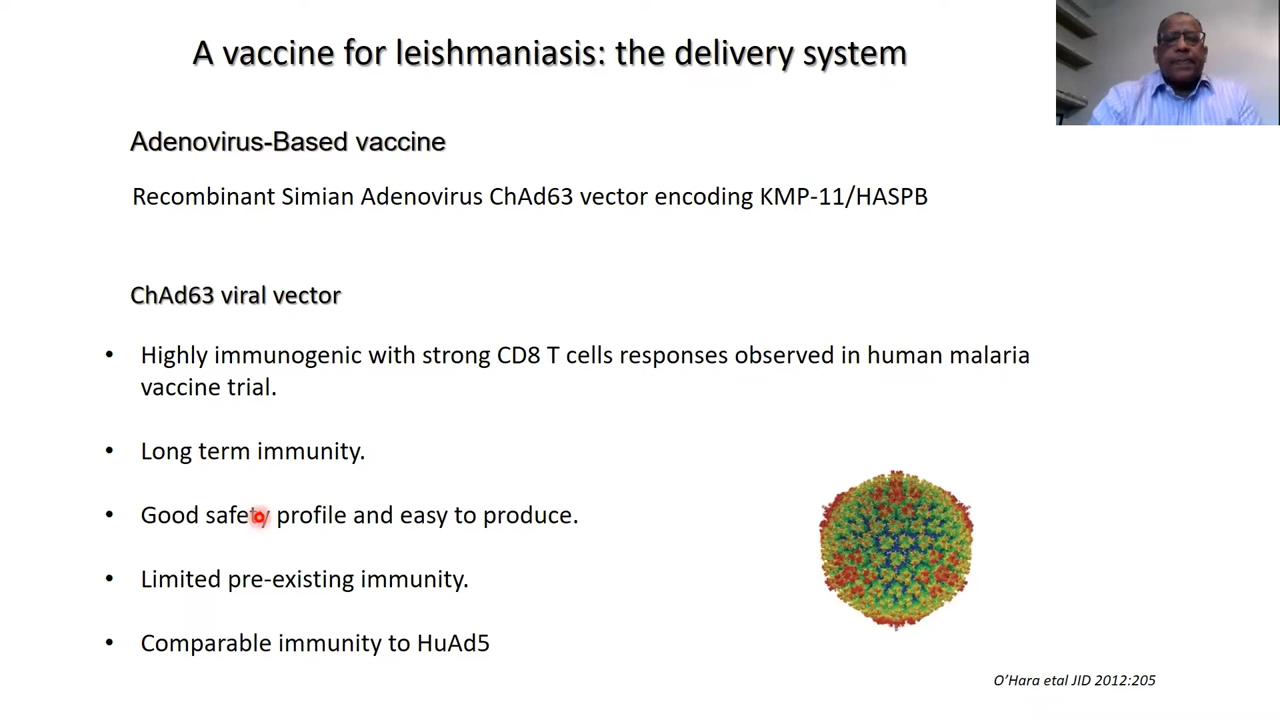 A vaccine for leishmaniasis: the delivery system
Adenovirus-Based vaccine
Recombinant Simian Adenovirus ChAd63 vector encoding KMP-11/HASPB
ChAd63 viral vector
• Highly immunogenic with strong CD8 T cells responses observed in human malaria
vaccine trial.
• Long term immunity.
• Good safety profile and easy to produce.
• Limited pre-existing immunity.
• Comparable immunity to HuAd5
O'Hara etal JID 2012:205